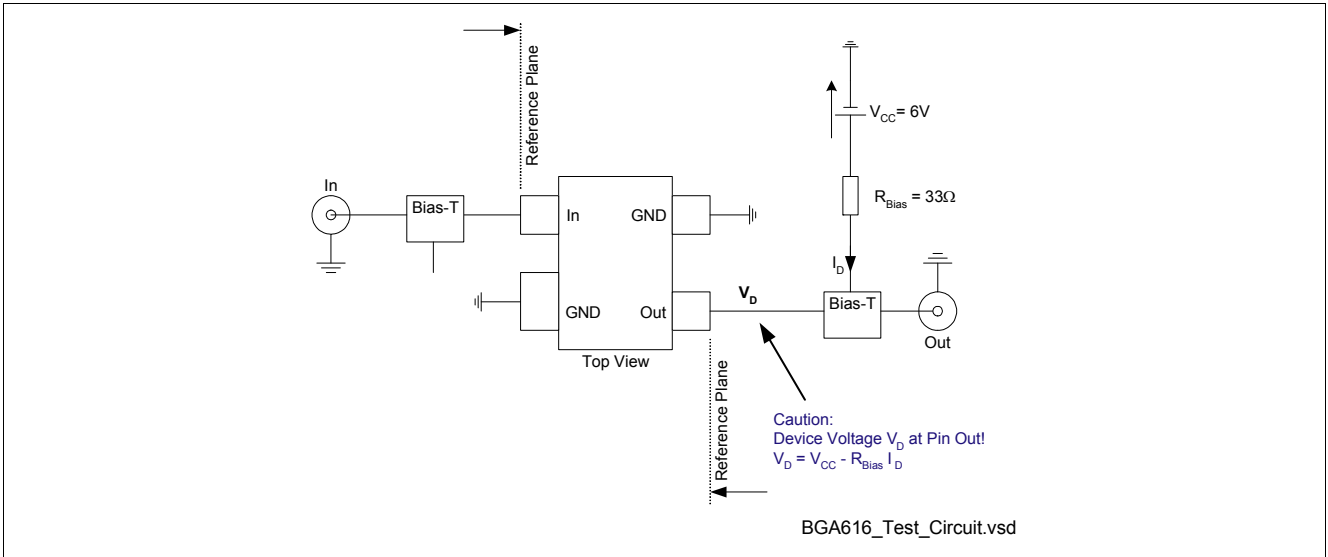 Reference Plane
V_CC = 6V
R_Bias = 33Ω
In
Bias-T
In
GND
I_D
GND
Out
V_D
Bias-T
Out
Top View
Reference Plane
Caution:
Device Voltage V_D at Pin Out!
V_D = V_CC - R_Bias I_D
BGA616_Test_Circuit.vsd